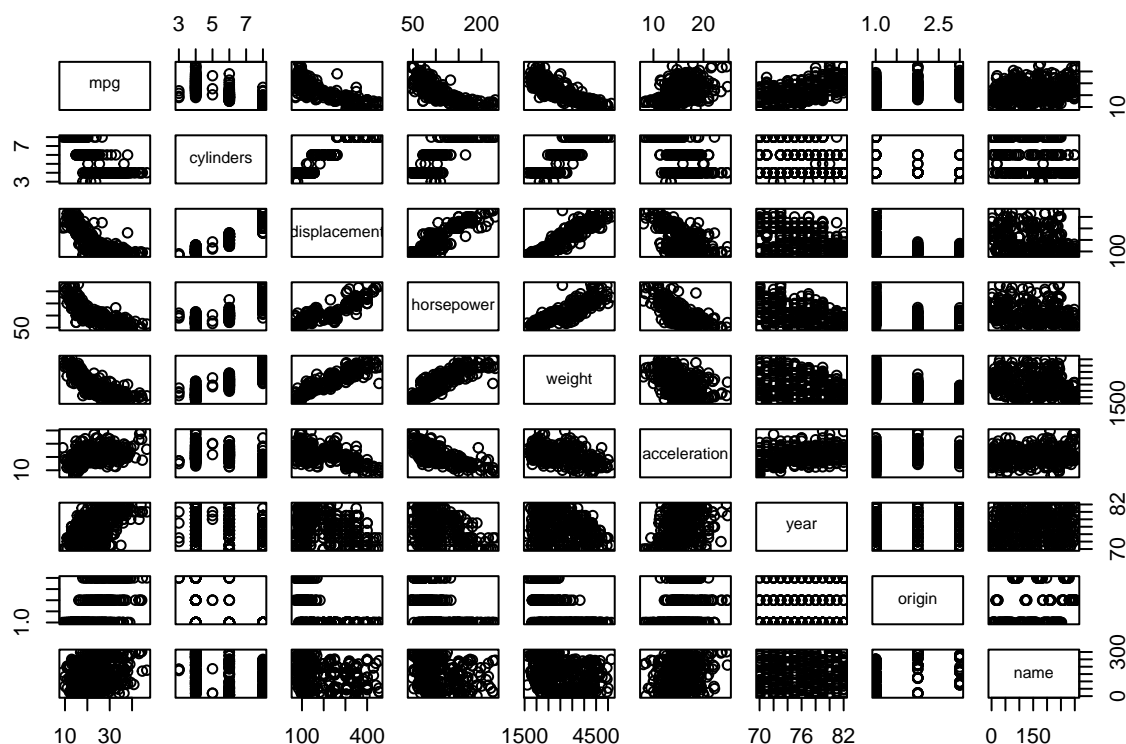 3 5 7 50 200 10 20 1.0 2.5
mpg 10
7 3 cylinders
displacement 100
50 horsepower
weight 1500
10 acceleration
year 82 70
1.0 origin
name 300 0
10 30 100 400 1500 4500 70 76 82 0 150